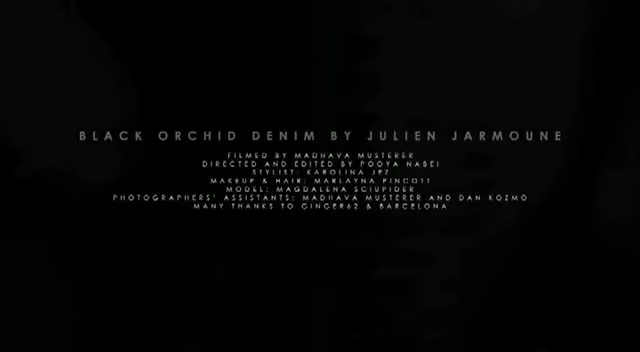 BLACK ORCHID DENIM BY JULIEN JARMOUNE
FILMED BY MADHAVA MUSTERER
DIRECTED AND EDITED BY POOYA NABEI
STYLIST: KAROLINA JEZ
MAKEUP & HAIR: MARLAYNA PINCOTT
MODEL: MAGDALENA SCIUPIDER
PHOTOGRAPHERS' ASSISTANTS: MADHAVA MUSTERER AND DAN KOZMO
MANY THANKS TO GINGER62 & BARCELONA